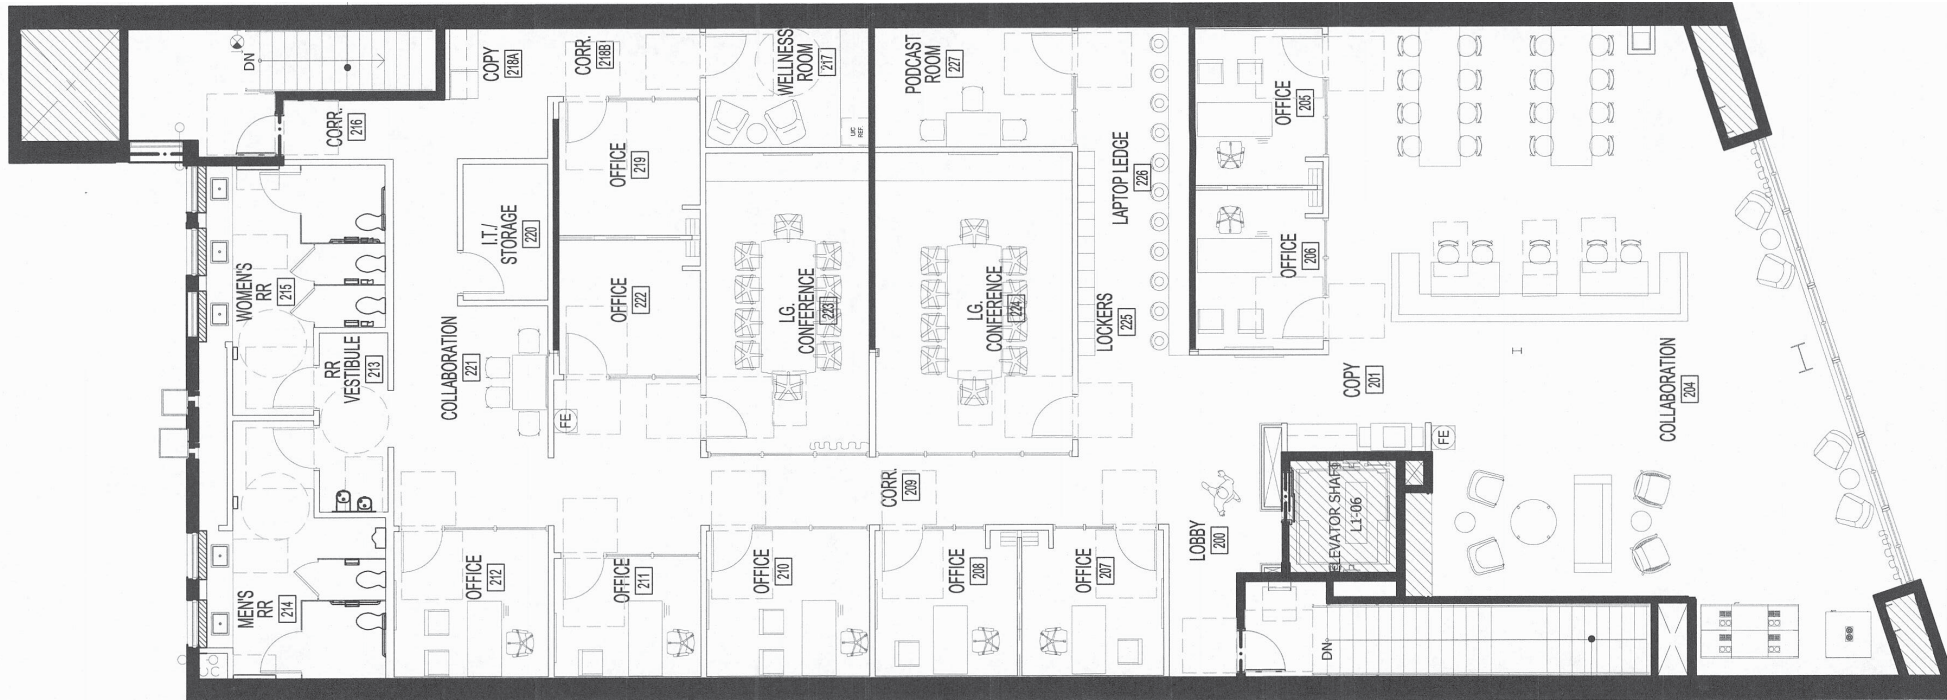 DN
COPY
218A
CORR.
218B
WELLNESS
ROOM
217
U/C
REF
PODCAST
ROOM
227
OFFICE
205
CORR.
216
OFFICE
219
LAPTOP LEDGE
226
WOMEN'S
RR
215
I.T./
STORAGE
220
OFFICE
222
LG.
CONFERENCE
223
LG.
CONFERENCE
224
LOCKERS
225
OFFICE
206
RR
VESTIBULE
213
COLLABORATION
221
FE
COPY
201
FE
COLLABORATION
204
CORR.
209
LOBBY
200
ELEVATOR SHAFT
L1-06
MEN'S
RR
214
OFFICE
212
OFFICE
211
OFFICE
210
OFFICE
208
OFFICE
207
DN